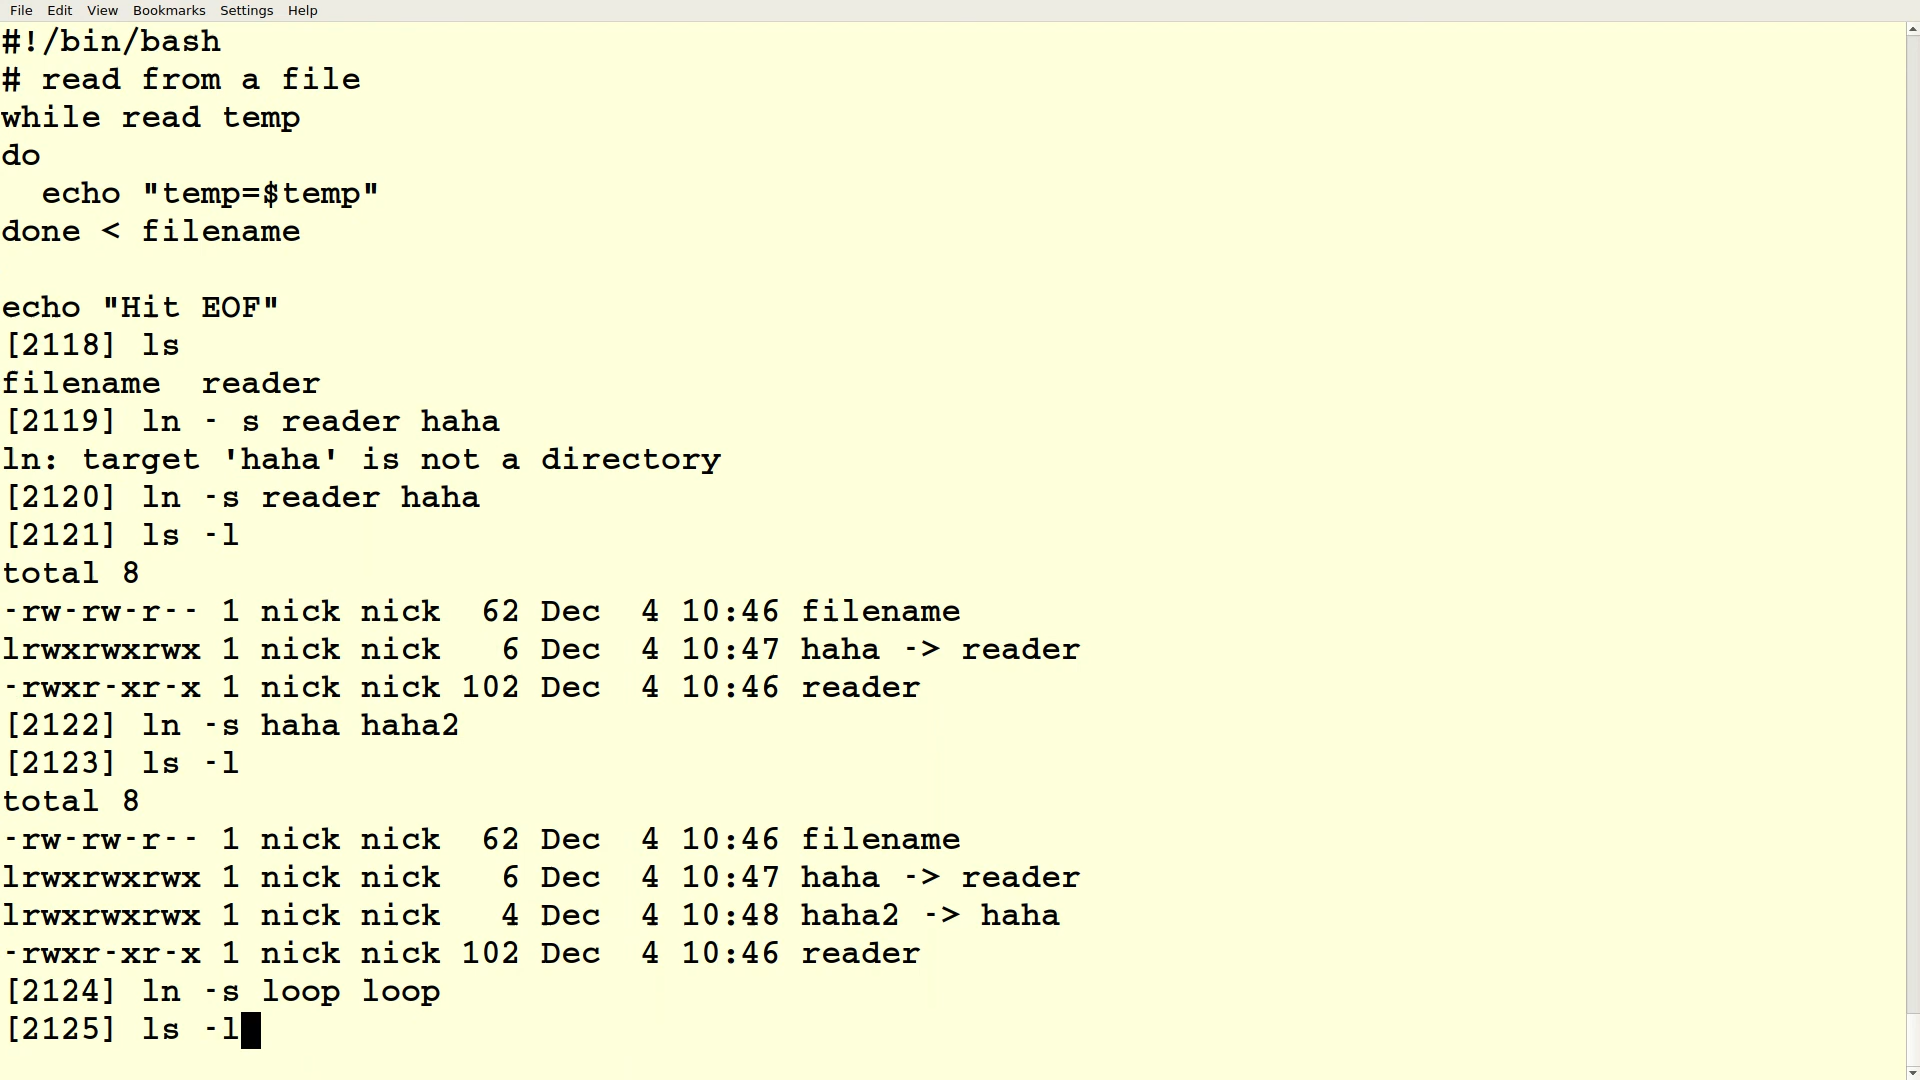 File Edit View Bookmarks Settings Help
#!/bin/bash
# read from a file
while read temp
do
  echo "temp=$temp"
done < filename

echo "Hit EOF"
[2118] ls
filename  reader
[2119] ln - s reader haha
ln: target 'haha' is not a directory
[2120] ln -s reader haha
[2121] ls -l
total 8
-rw-rw-r-- 1 nick nick  62 Dec  4 10:46 filename
lrwxrwxrwx 1 nick nick   6 Dec  4 10:47 haha -> reader
-rwxr-xr-x 1 nick nick 102 Dec  4 10:46 reader
[2122] ln -s haha haha2
[2123] ls -l
total 8
-rw-rw-r-- 1 nick nick  62 Dec  4 10:46 filename
lrwxrwxrwx 1 nick nick   6 Dec  4 10:47 haha -> reader
lrwxrwxrwx 1 nick nick   4 Dec  4 10:48 haha2 -> haha
-rwxr-xr-x 1 nick nick 102 Dec  4 10:46 reader
[2124] ln -s loop loop
[2125] ls -l